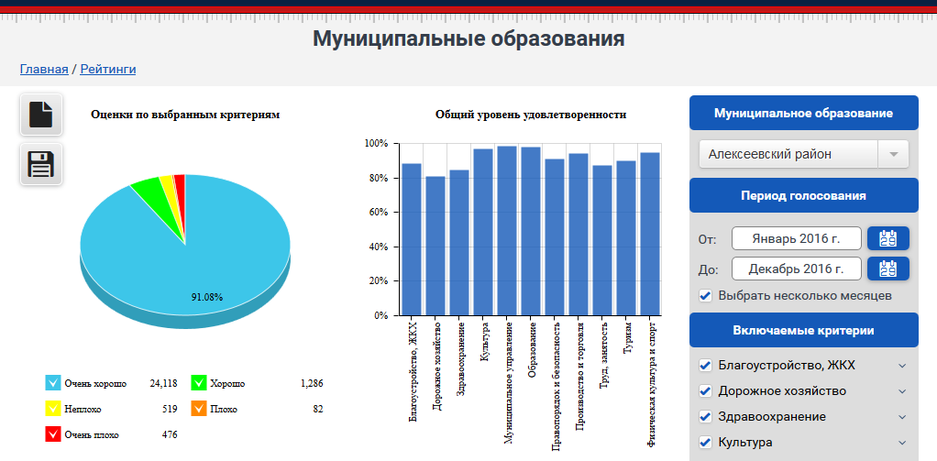 Муниципальные образования
Главная / Рейтинги
Оценки по выбранным критериям
91.08%
Очень хорошо 24,118 Хорошо 1,286
Неплохо 519 Плохо 82
Очень плохо 476
Общий уровень удовлетворенности
100%
80%
60%
40%
20%
0%
Благоустройство, ЖКХ
Дорожное хозяйство
Здравоохранение
Культура
Муниципальное управление
Образование
Правопорядок и безопасность
Производство и торговля
Труд, занятость
Туризм
Физическая культура и спорт
Муниципальное образование
Алексеевский район
Период голосования
От: Январь 2016 г. 29
До: Декабрь 2016 г. 29
Выбрать несколько месяцев
Включаемые критерии
Благоустройство, ЖКХ
Дорожное хозяйство
Здравоохранение
Культура